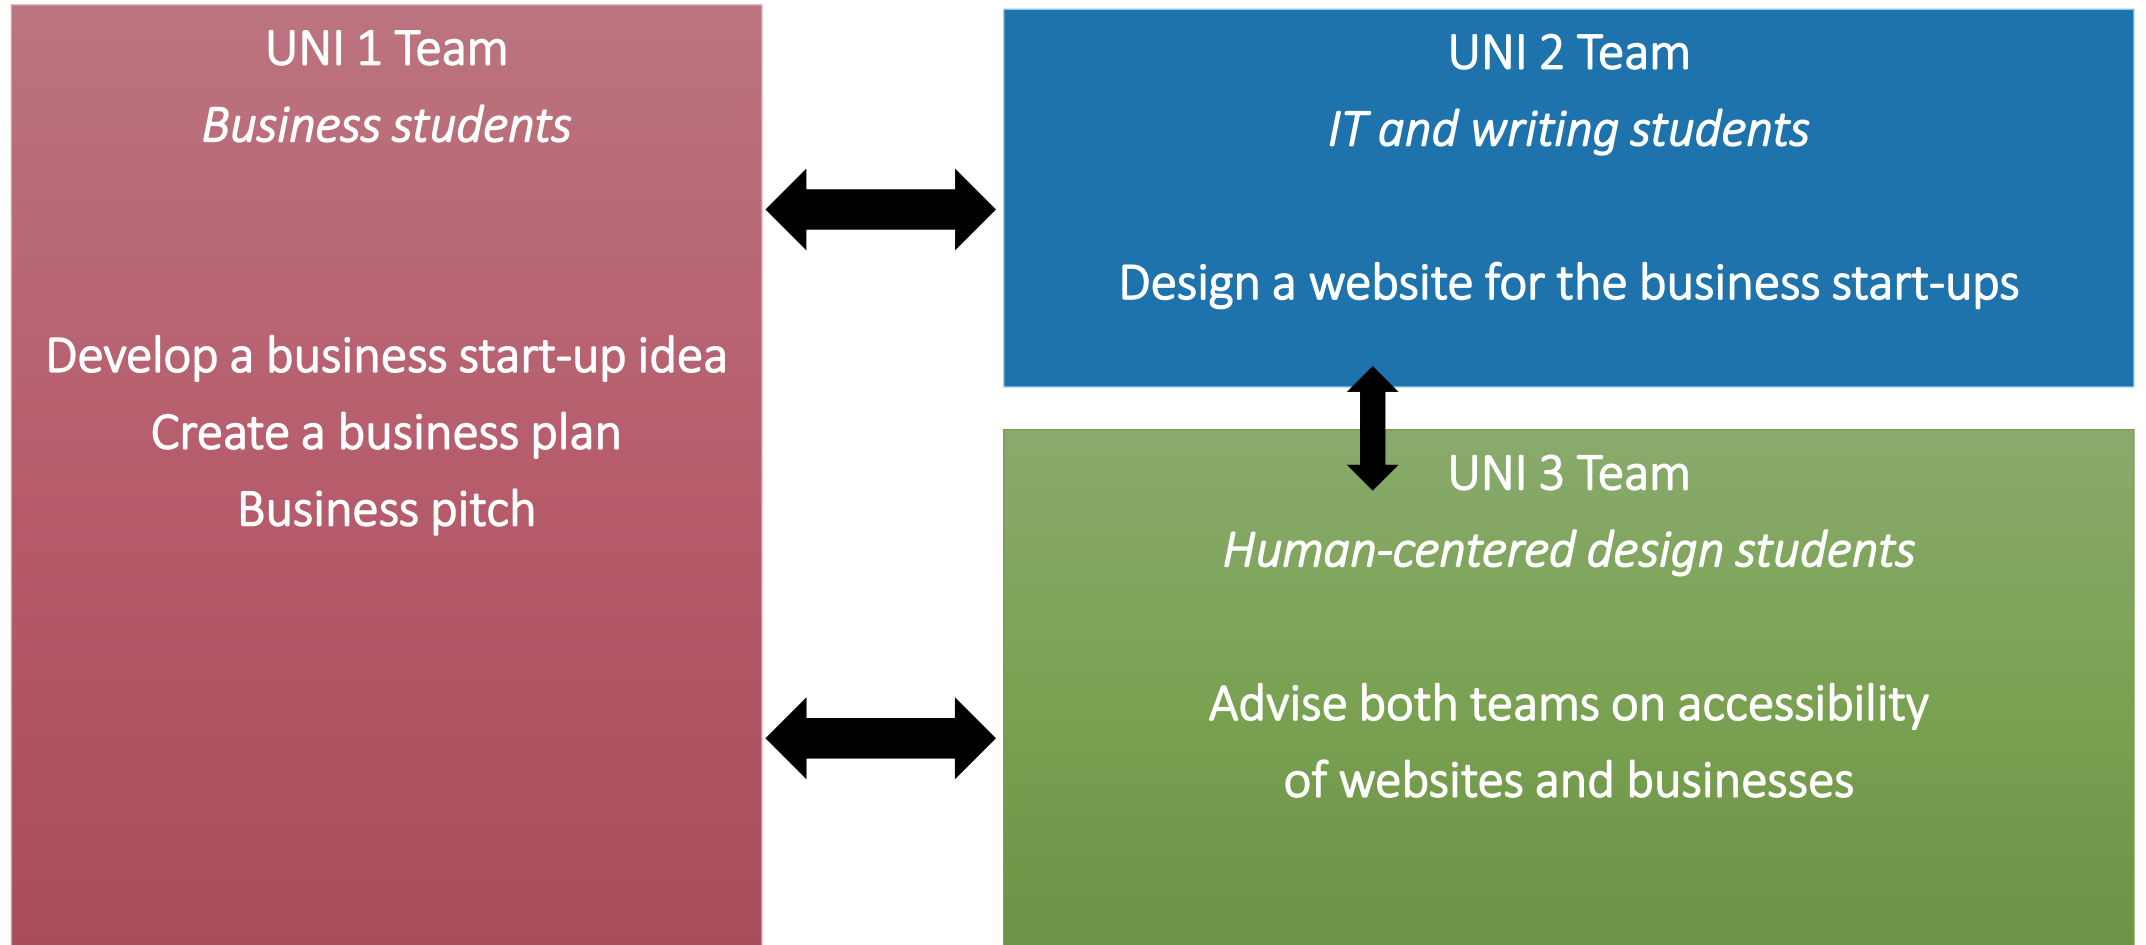 UNI 1 Team
Business students
Develop a business start-up idea
Create a business plan
Business pitch
UNI 2 Team
IT and writing students
Design a website for the business start-ups
UNI 3 Team
Human-centered design students
Advise both teams on accessibility
of websites and businesses